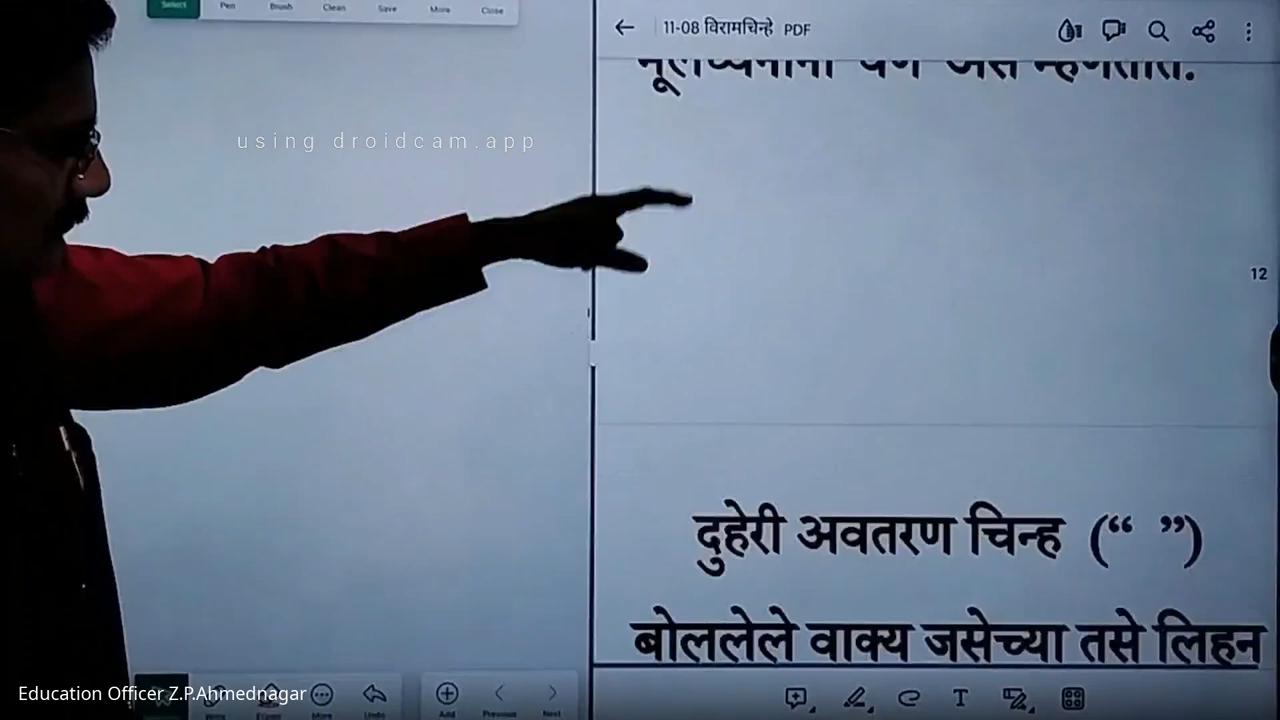 Select Pen Brush Clean Save More Close
11-08 विरामचिन्हे PDF
using droidcam.app
12
दुहेरी अवतरण चिन्ह (“ ”)
बोललेले वाक्य जसेच्या तसे लिहन
More Undo Add Previous Next
T
Education Officer Z.P.Ahmednagar